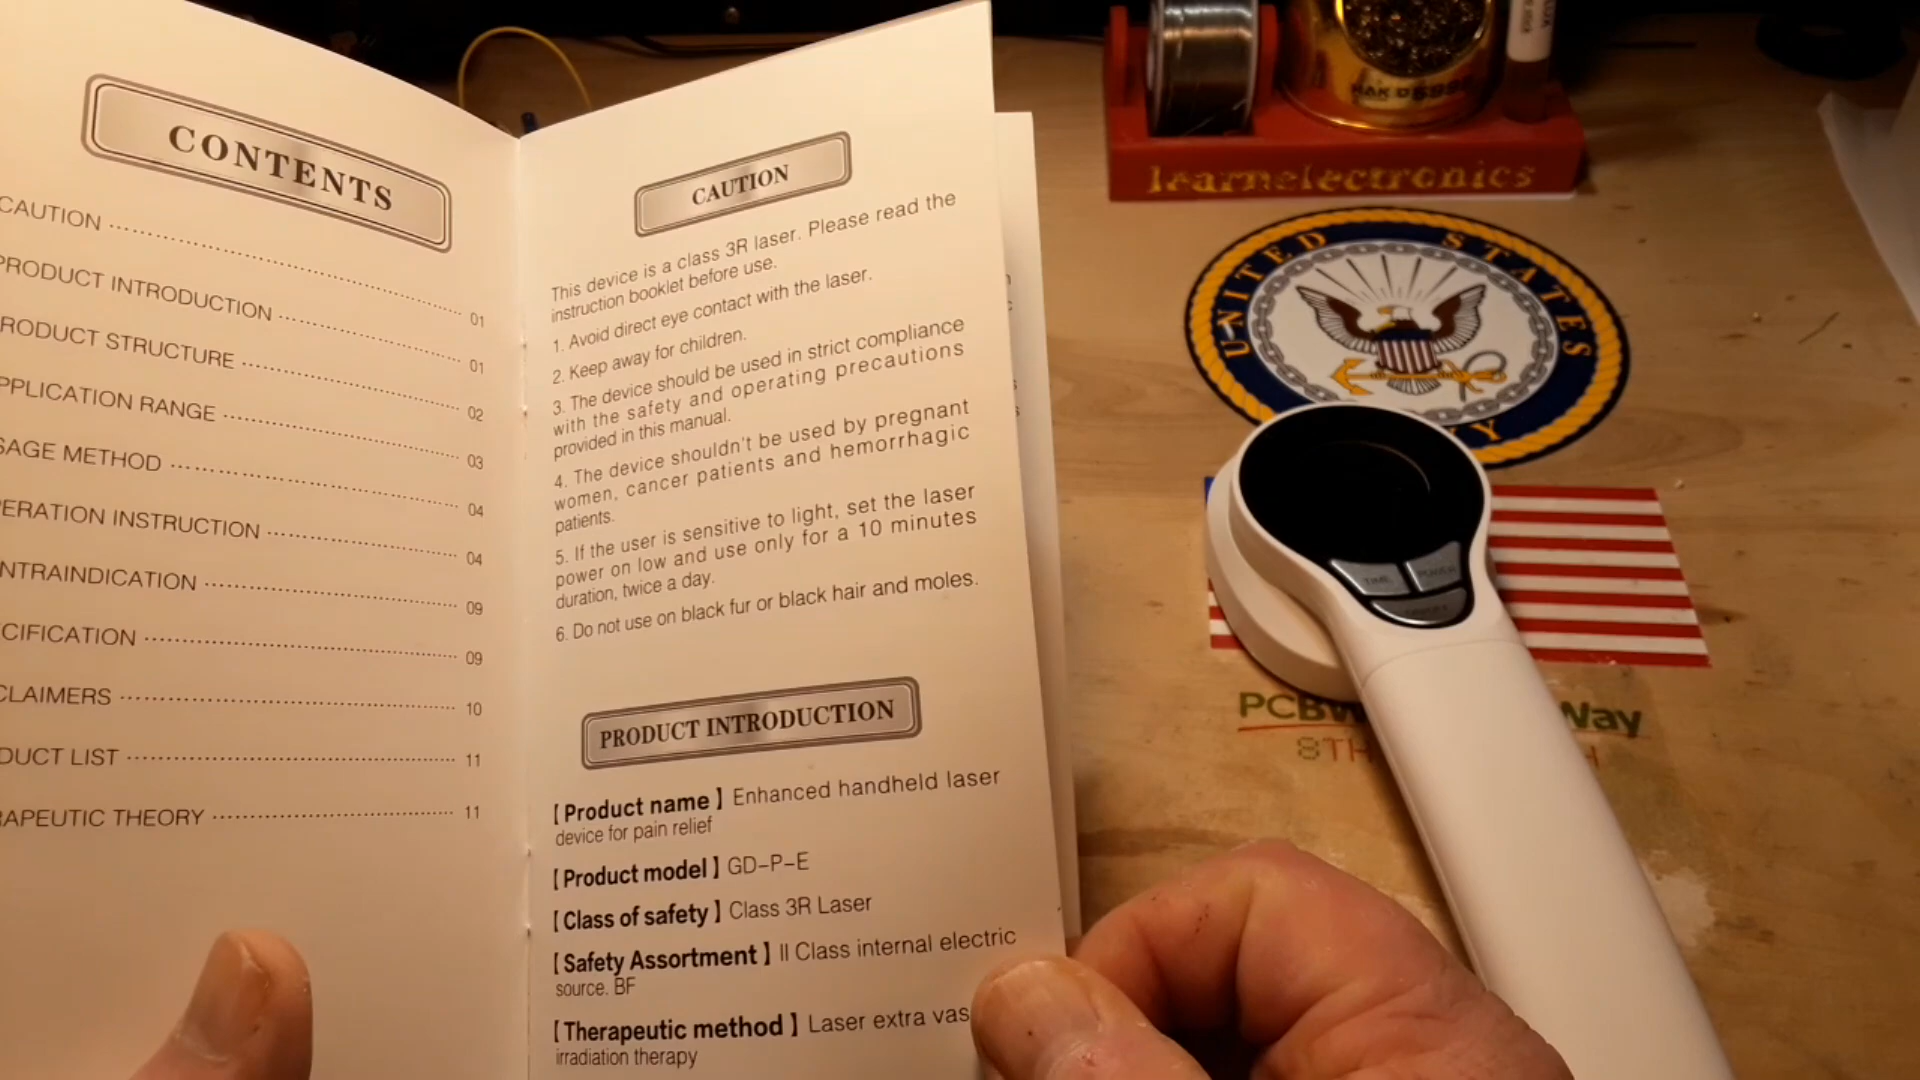 CONTENTS
CAUTION 01
PRODUCT INTRODUCTION 01
RODUCT STRUCTURE 02
PPLICATION RANGE 03
SAGE METHOD 04
ERATION INSTRUCTION 04
NTRAINDICATION 09
CIFICATION 09
CLAIMERS 10
DUCT LIST 11
RAPEUTIC THEORY 11
CAUTION
This device is a class 3R laser. Please read the
instruction booklet before use.
1. Avoid direct eye contact with the laser.
2. Keep away for children.
3. The device should be used in strict compliance
with the safety and operating precautions
provided in this manual.
4. The device shouldn't be used by pregnant
women, cancer patients and hemorrhagic
patients.
5. If the user is sensitive to light, set the laser
power on low and use only for a 10 minutes
duration, twice a day.
6. Do not use on black fur or black hair and moles.
PRODUCT INTRODUCTION
【Product name】Enhanced handheld laser
device for pain relief
【Product model】GD-P-E
【Class of safety】Class 3R Laser
【Safety Assortment】II Class internal electric
source. BF
【Therapeutic method】Laser extra vas
irradiation therapy
learnelectronics
UNITED STATES
Y
TIME
POWER
PCBW Way
8TH H